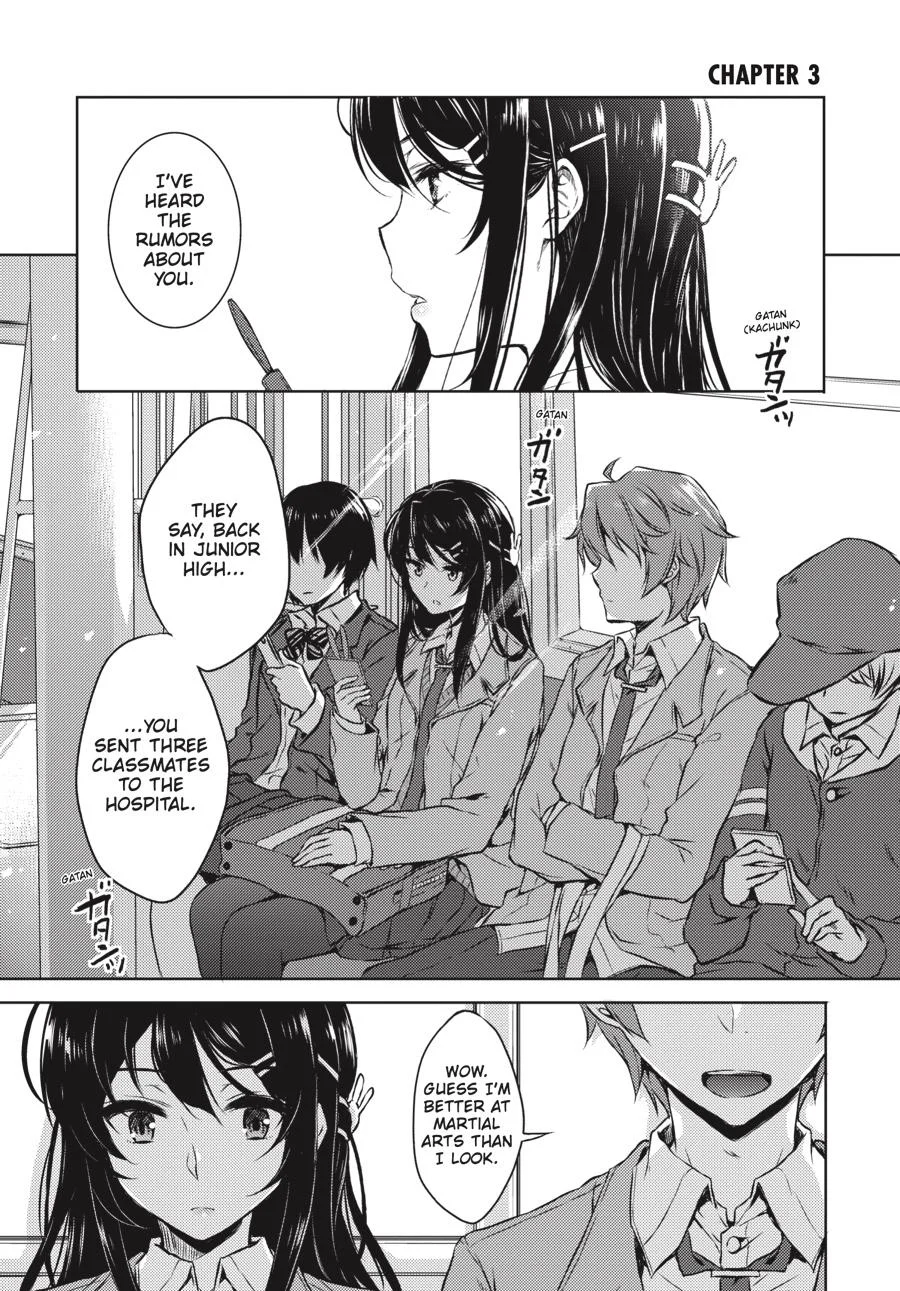 CHAPTER 3
I'VE
HEARD
THE
RUMORS
ABOUT
YOU.
GATAN
(KACHUNK)
ガタンッ
GATAN
ガタン
THEY
SAY, BACK
IN JUNIOR
HIGH...
...YOU
SENT THREE
CLASSMATES
TO THE
HOSPITAL.
GATAN
ガタンッ
WOW.
GUESS I'M
BETTER AT
MARTIAL
ARTS THAN
I LOOK.